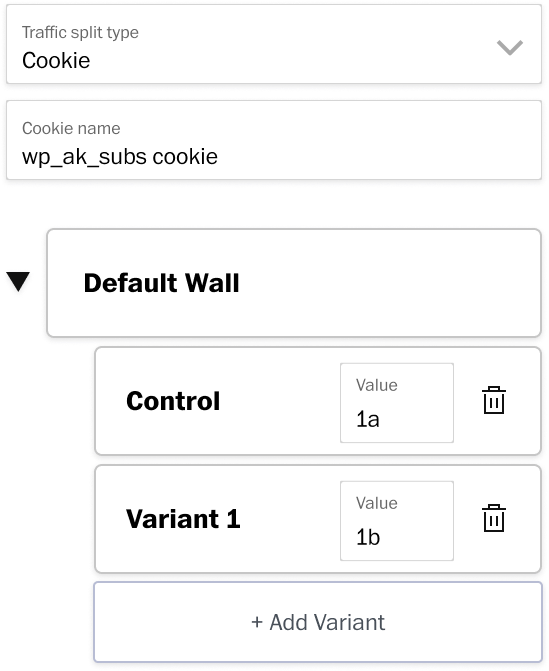 Traffic split type
Cookie
Cookie name
wp_ak_subs cookie
Default Wall
Control
Value
1a
Variant 1
Value
1b
+ Add Variant